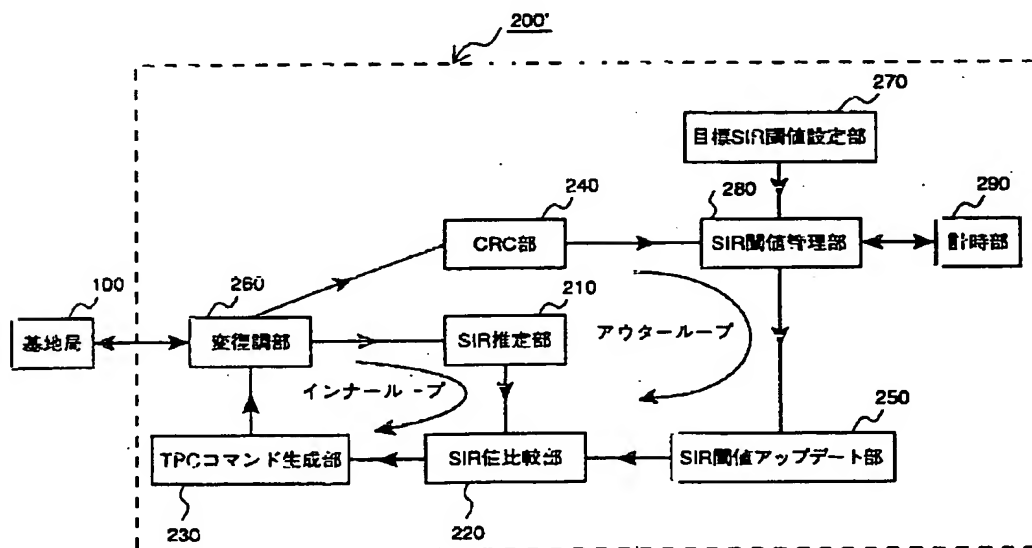 200'
270
目標SIR閾値設定部
240
280
290
CRC部
SIR閾値管理部
計時部
100
260
210
基地局
変復調部
SIR推定部
アウターループ
インナーループ
250
TPCコマンド生成部
SIR値比較部
SIR閾値アップデート部
230
220